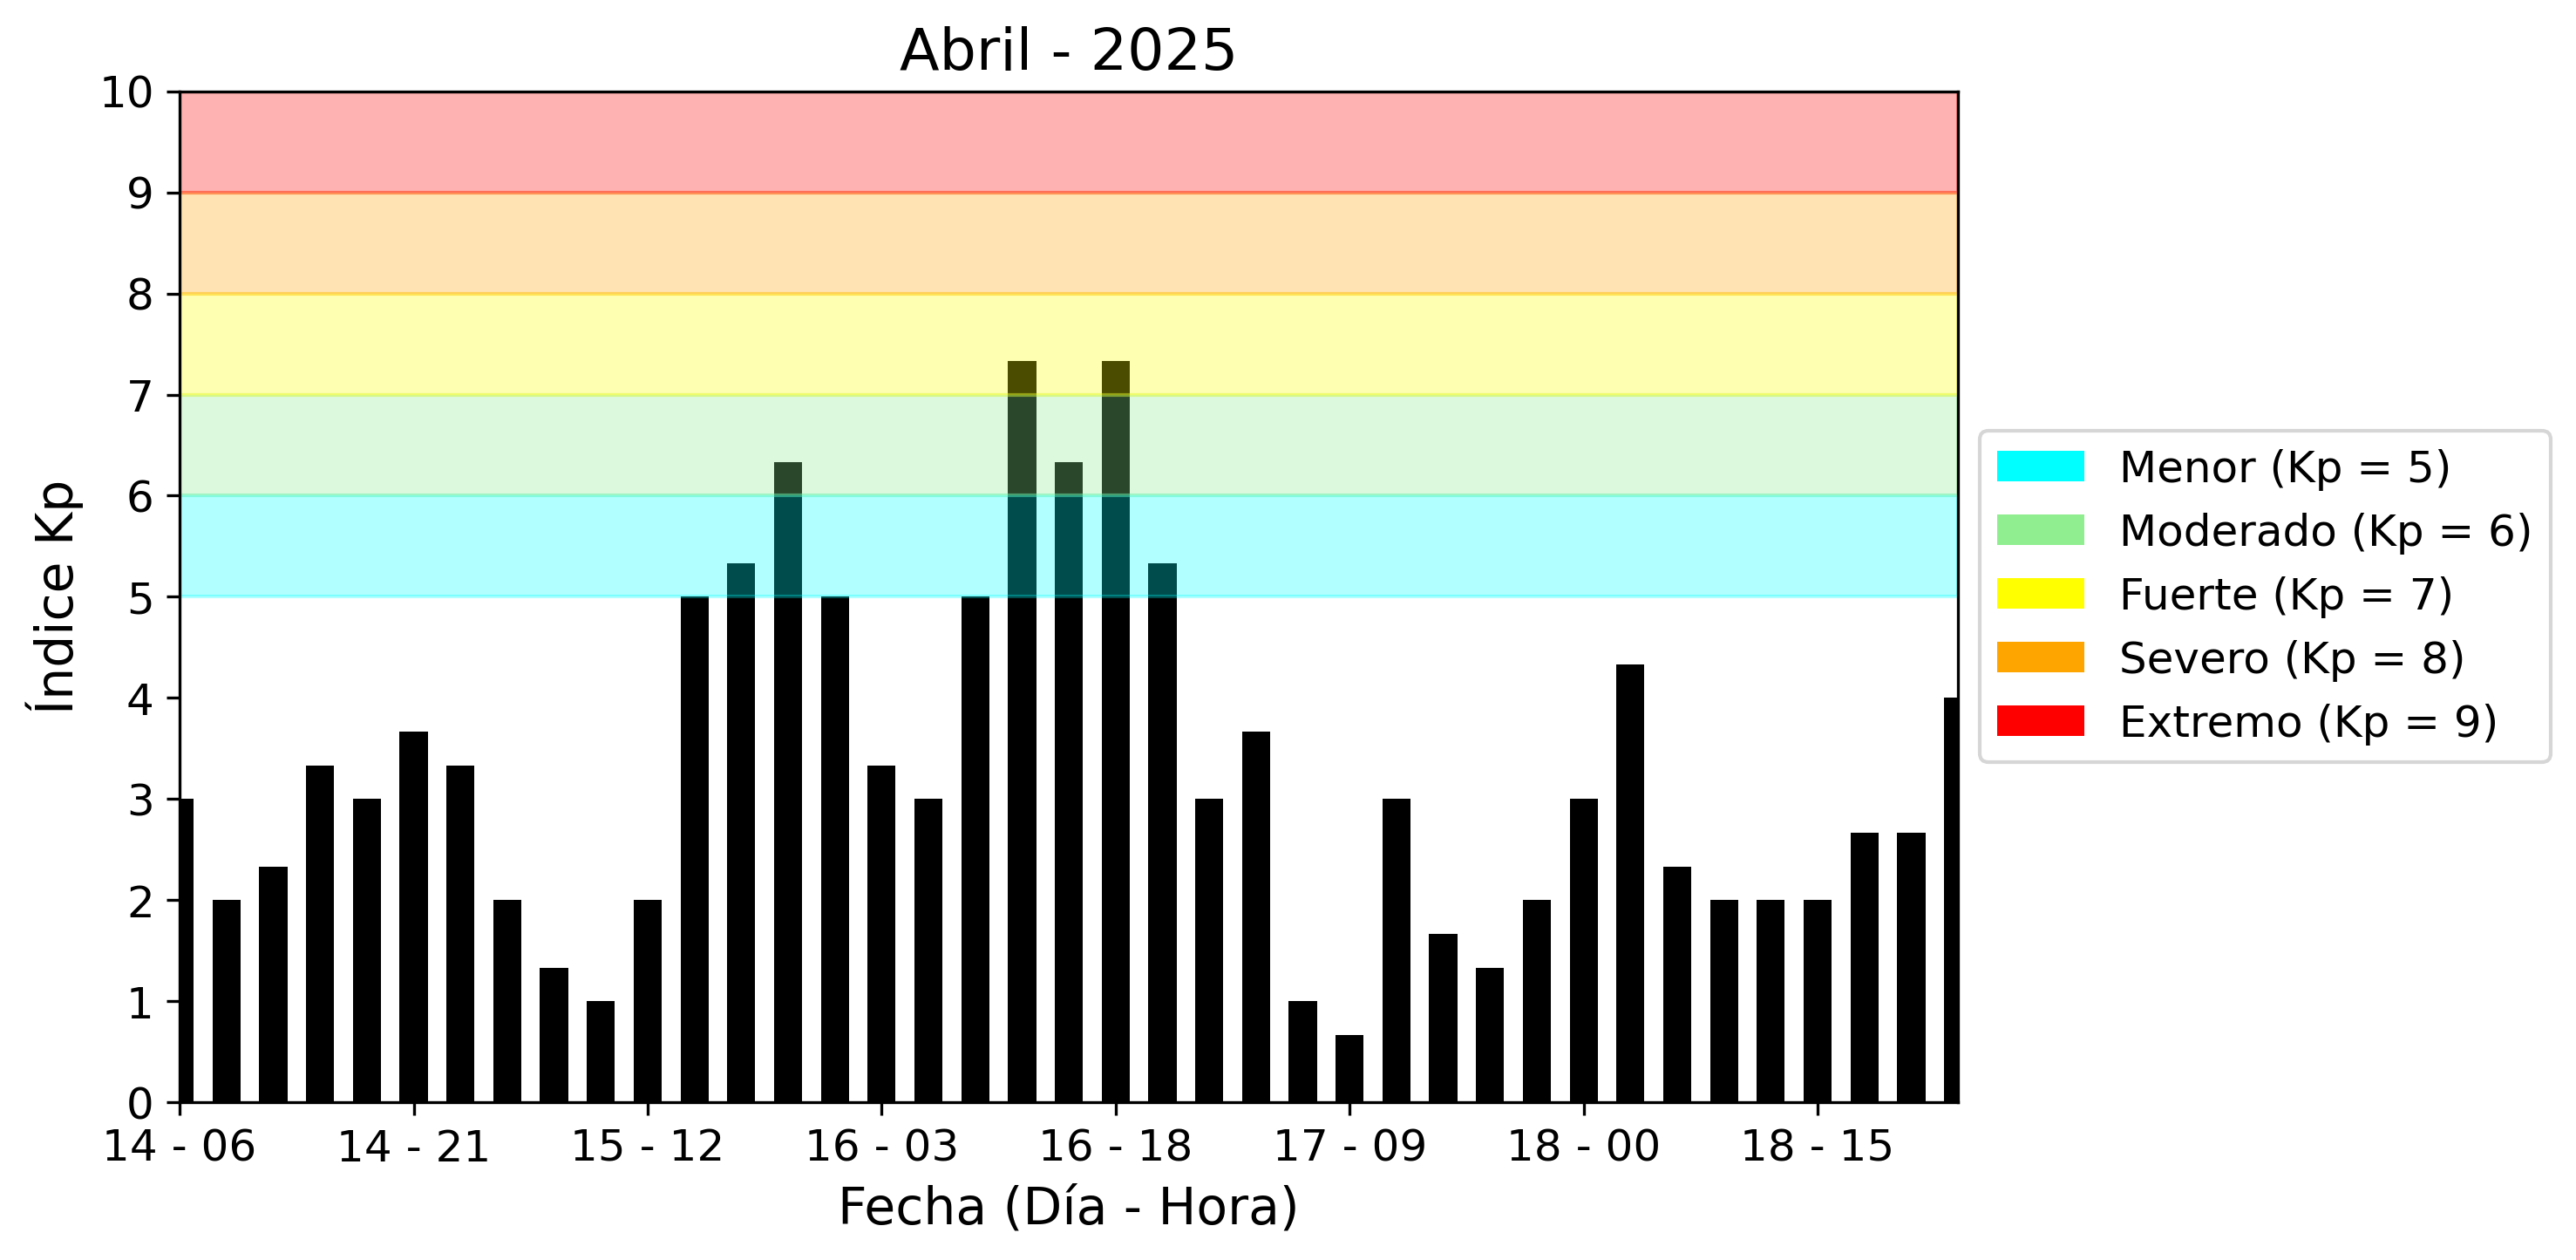 Abril - 2025
10
9
8
7
6
5
4
3
2
1
0
Índice Kp
14 - 06
14 - 21
15 - 12
16 - 03
16 - 18
17 - 09
18 - 00
18 - 15
Fecha (Día - Hora)
Menor (Kp = 5)
Moderado (Kp = 6)
Fuerte (Kp = 7)
Severo (Kp = 8)
Extremo (Kp = 9)